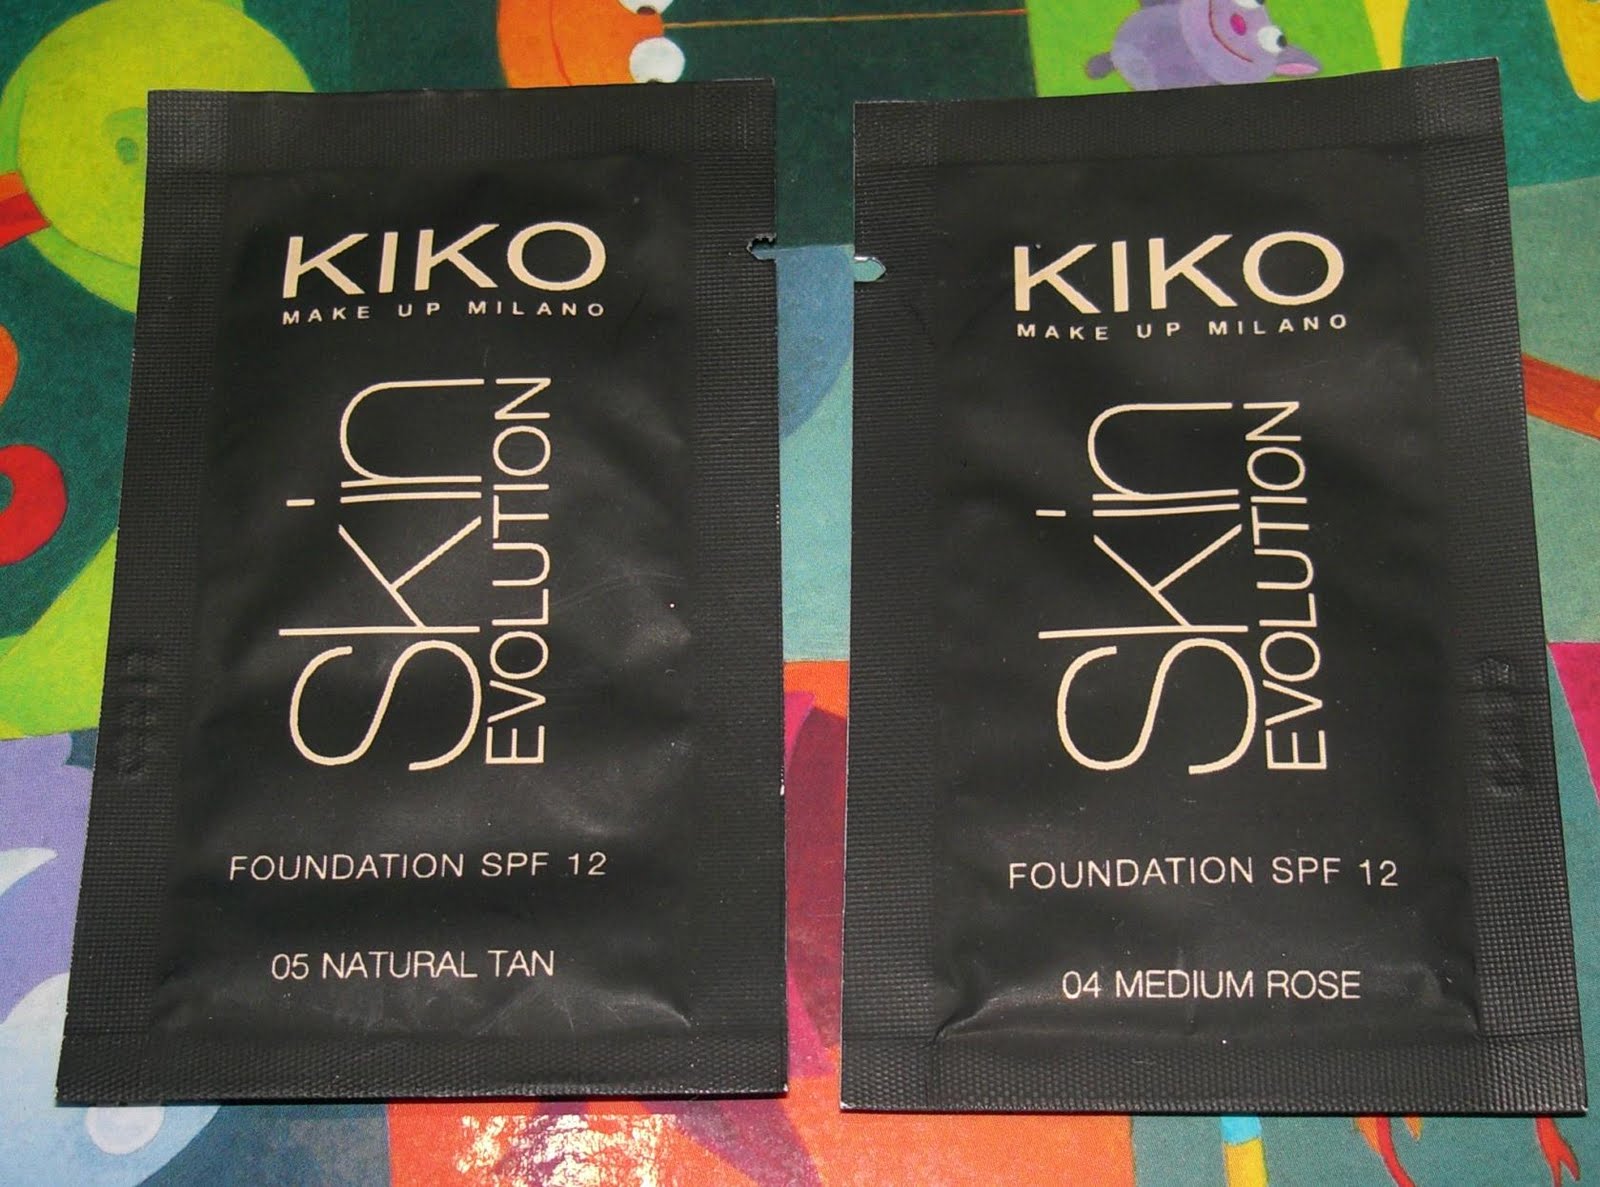 KIKO
MAKE UP MILANO
Skin
EVOLUTION
FOUNDATION SPF 12
05 NATURAL TAN
KIKO
MAKE UP MILANO
Skin
EVOLUTION
FOUNDATION SPF 12
04 MEDIUM ROSE